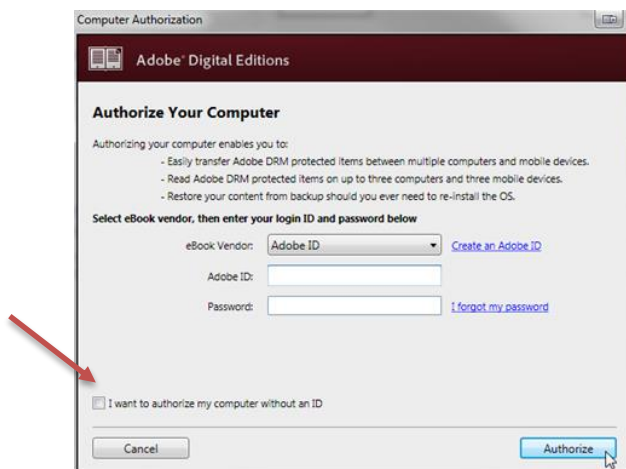 Computer Authorization
Adobe® Digital Editions
Authorize Your Computer
Authorizing your computer enables you to:
- Easily transfer Adobe DRM protected items between multiple computers and mobile devices.
- Read Adobe DRM protected items on up to three computers and three mobile devices.
- Restore your content from backup should you ever need to re-install the OS.
Select eBook vendor, then enter your login ID and password below
eBook Vendor: Adobe ID Create an Adobe ID
Adobe ID:
Password: I forgot my password
I want to authorize my computer without an ID
Cancel Authorize